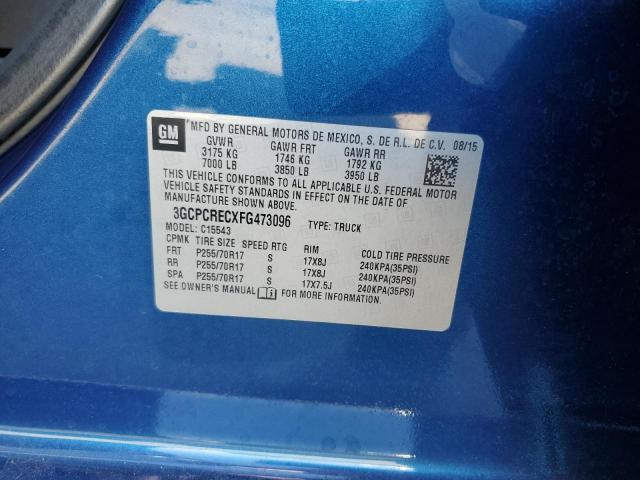 GM
MFD BY GENERAL MOTORS DE MEXICO, S. DE R.L. DE C.V. 08/15
GVWR GAWR FRT GAWR RR
3175 KG 1746 KG 1792 KG
7000 LB 3850 LB 3950 LB
THIS VEHICLE CONFORMS TO ALL APPLICABLE U.S. FEDERAL MOTOR
VEHICLE SAFETY STANDARDS IN EFFECT ON THE DATE OF
MANUFACTURE SHOWN ABOVE.
3GCPCRECXFG473096 TYPE: TRUCK
MODEL: C15543
CPMK TIRE SIZE SPEED RTG RIM COLD TIRE PRESSURE
FRT P255/70R17 S 17X8J 240KPA(35PSI)
RR P255/70R17 S 17X8J 240KPA(35PSI)
SPA P255/70R17 S 17X7.5J 240KPA(35PSI)
SEE OWNER'S MANUAL FOR MORE INFORMATION.